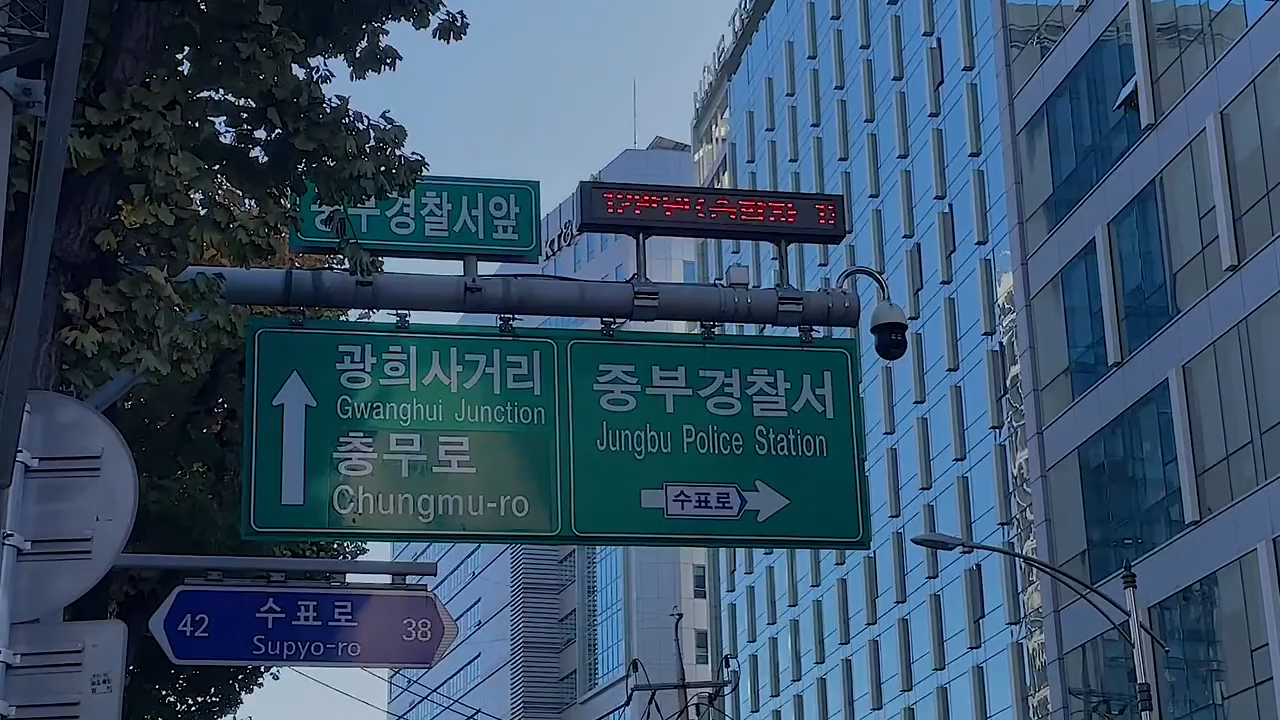 중부경찰서앞
광희사거리
Gwanghui Junction
충무로
Chungmu-ro
중부경찰서
Jungbu Police Station
수표로
42 수표로 38
Supyo-ro